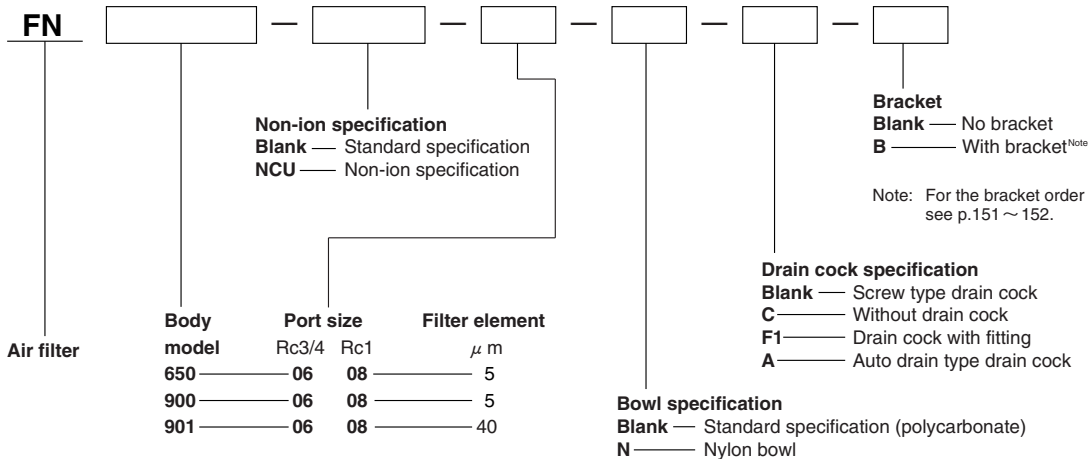 FN — — — — —
Bracket
Blank — No bracket
B — With bracketNote
Note: For the bracket order
see p.151～152.
Non-ion specification
Blank — Standard specification
NCU — Non-ion specification
Drain cock specification
Blank — Screw type drain cock
C — Without drain cock
F1 — Drain cock with fitting
A — Auto drain type drain cock
Air filter
Body Port size Filter element
model Rc3/4 Rc1 μ m
650 — 06 08 — 5
900 — 06 08 — 5
901 — 06 08 — 40
Bowl specification
Blank — Standard specification (polycarbonate)
N — Nylon bowl